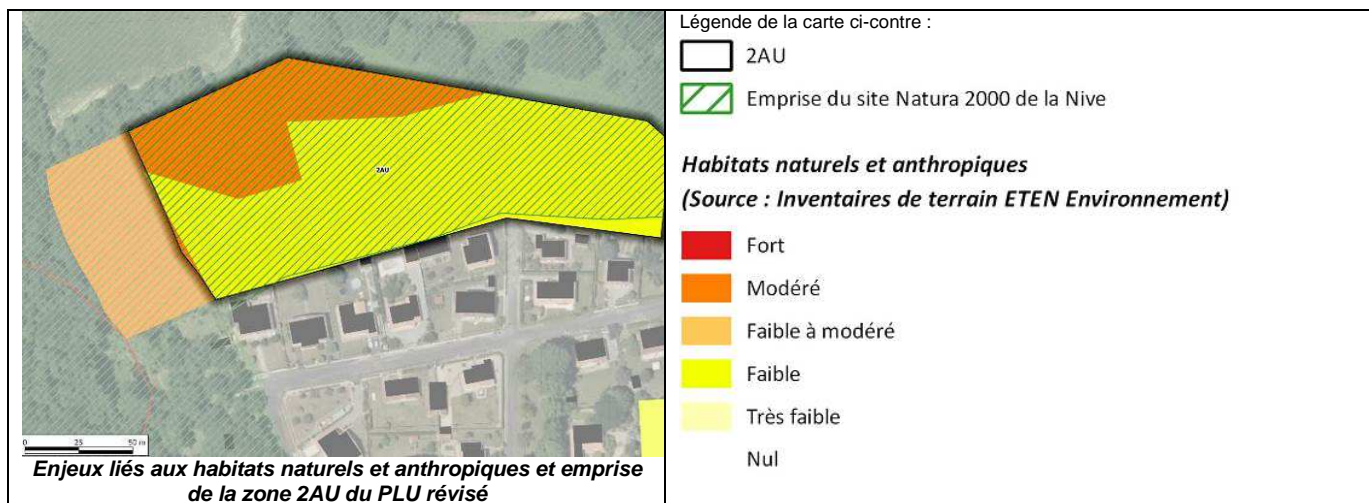 2AU
0 25 50 m
Enjeux liés aux habitats naturels et anthropiques et emprise
de la zone 2AU du PLU révisé
Légende de la carte ci-contre :
2AU
Emprise du site Natura 2000 de la Nive
Habitats naturels et anthropiques
(Source : Inventaires de terrain ETEN Environnement)
Fort
Modéré
Faible à modéré
Faible
Très faible
Nul